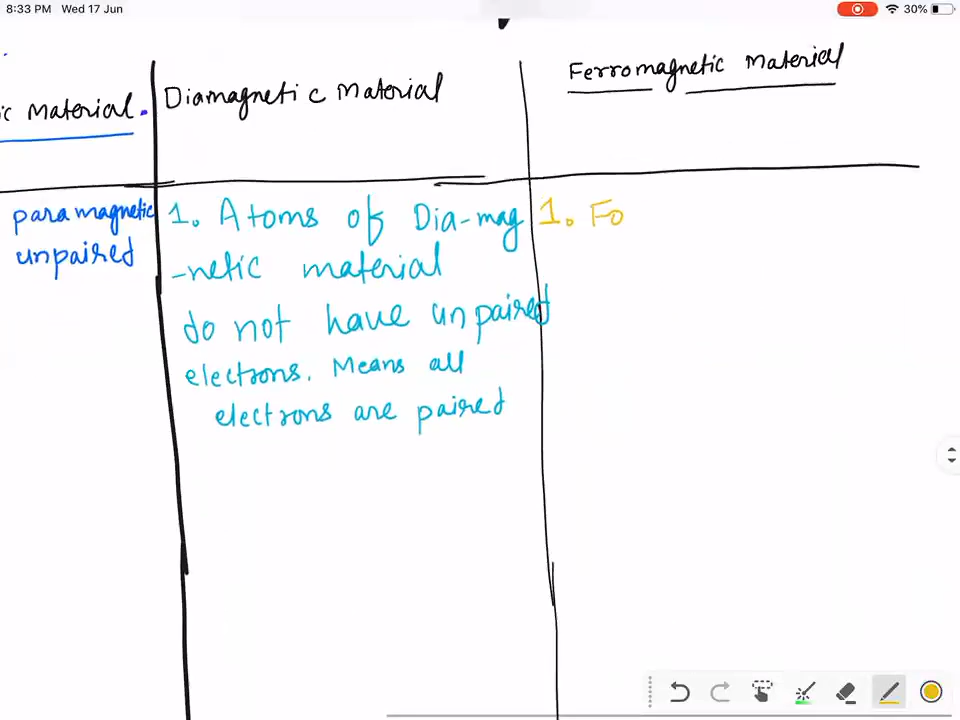 8:33 PM Wed 17 Jun
30%
ic Material.
Diamagnetic Material
Ferromagnetic Material
paramagnetic
unpaired
1. Atoms of Dia-mag
-netic material
do not have unpaired
electrons. Means all
electrons are paired
1. Fo